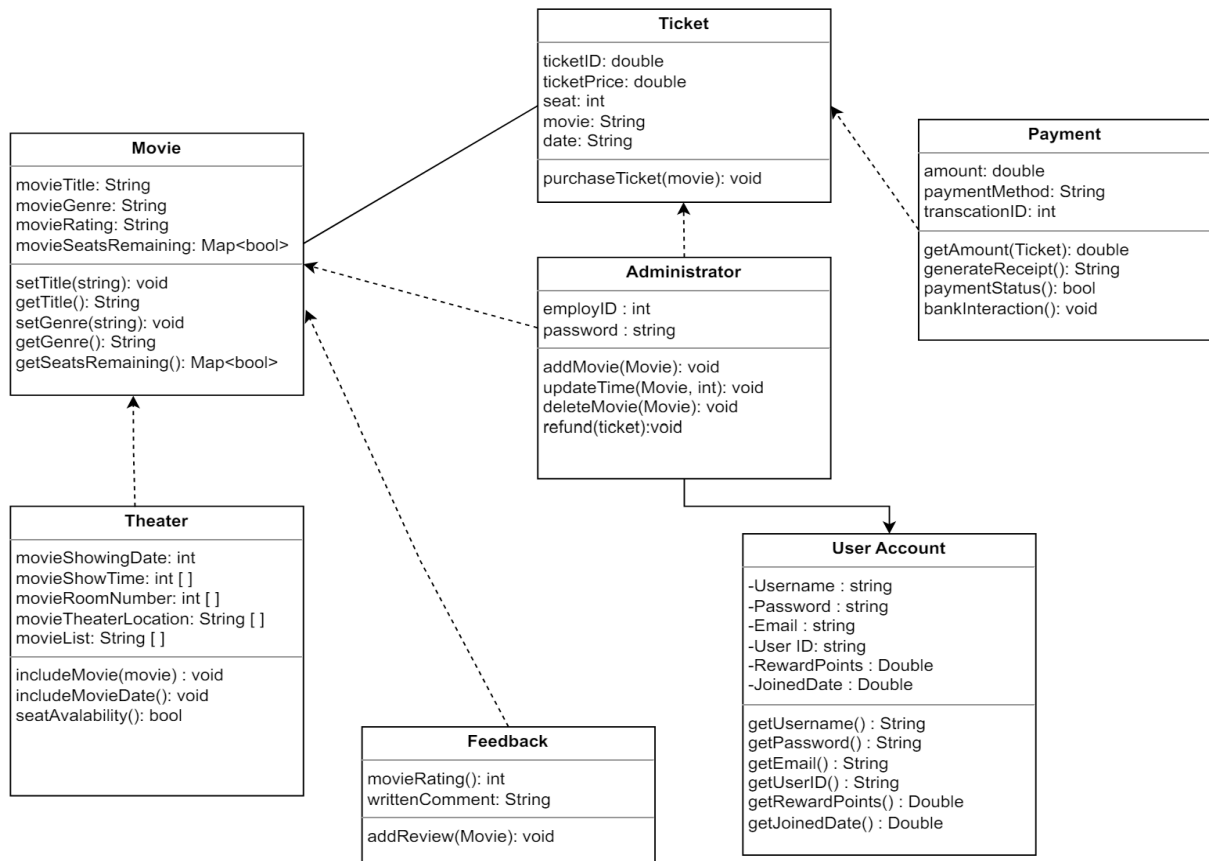 Ticket
ticketID: double
ticketPrice: double
seat: int
movie: String
date: String
purchaseTicket(movie): void
Movie
movieTitle: String
movieGenre: String
movieRating: String
movieSeatsRemaining: Map<bool>
setTitle(string): void
getTitle(): String
setGenre(string): void
getGenre(): String
getSeatsRemaining(): Map<bool>
Payment
amount: double
paymentMethod: String
transcationID: int
getAmount(Ticket): double
generateReceipt(): String
paymentStatus(): bool
bankInteraction(): void
Administrator
employID : int
password : string
addMovie(Movie): void
updateTime(Movie, int): void
deleteMovie(Movie): void
refund(ticket):void
Theater
movieShowingDate: int
movieShowTime: int [ ]
movieRoomNumber: int [ ]
movieTheaterLocation: String [ ]
movieList: String [ ]
includeMovie(movie) : void
includeMovieDate(): void
seatAvalability(): bool
User Account
-Username : string
-Password : string
-Email : string
-User ID: string
-RewardPoints : Double
-JoinedDate : Double
getUsername() : String
getPassword() : String
getEmail() : String
getUserID() : String
getRewardPoints() : Double
getJoinedDate() : Double
Feedback
movieRating(): int
writtenComment: String
addReview(Movie): void